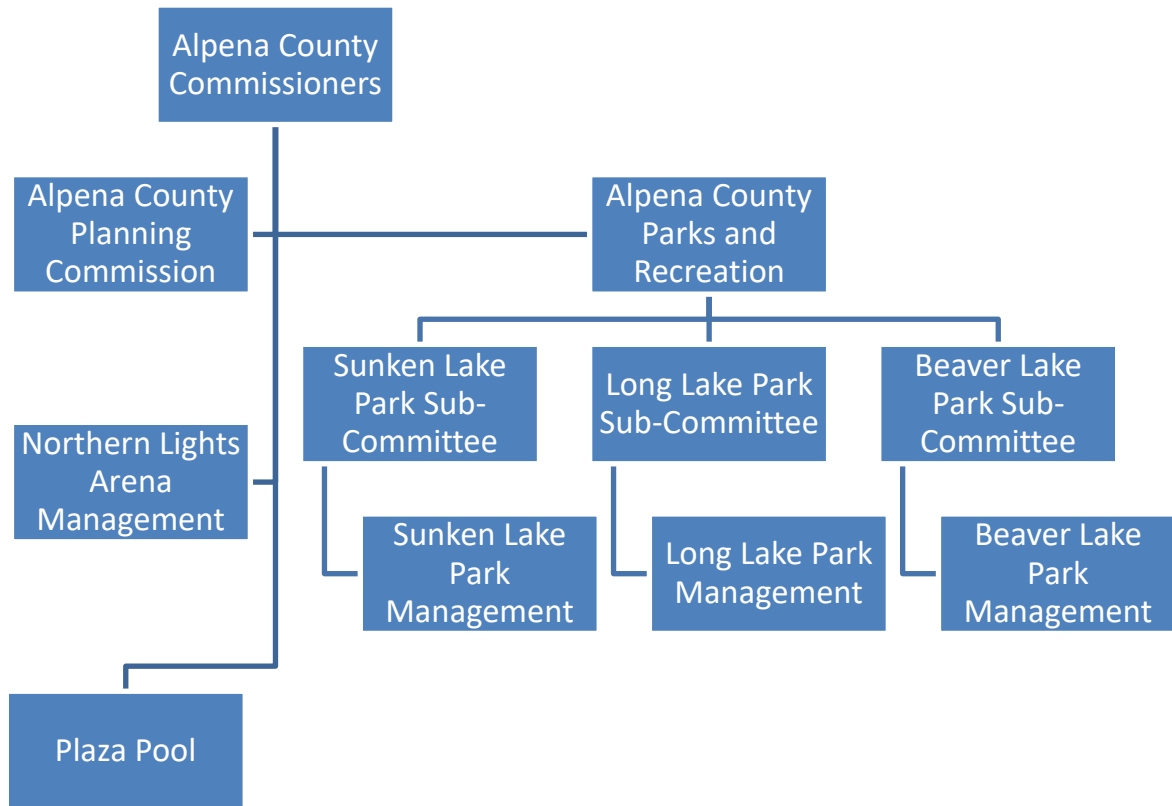 Alpena County
Commissioners
Alpena County
Planning
Commission
Alpena County
Parks and
Recreation
Sunken Lake
Park Sub-
Committee
Long Lake Park
Sub-Committee
Beaver Lake
Park Sub-
Committee
Northern Lights
Arena
Management
Sunken Lake
Park
Management
Long Lake Park
Management
Beaver Lake
Park
Management
Plaza Pool